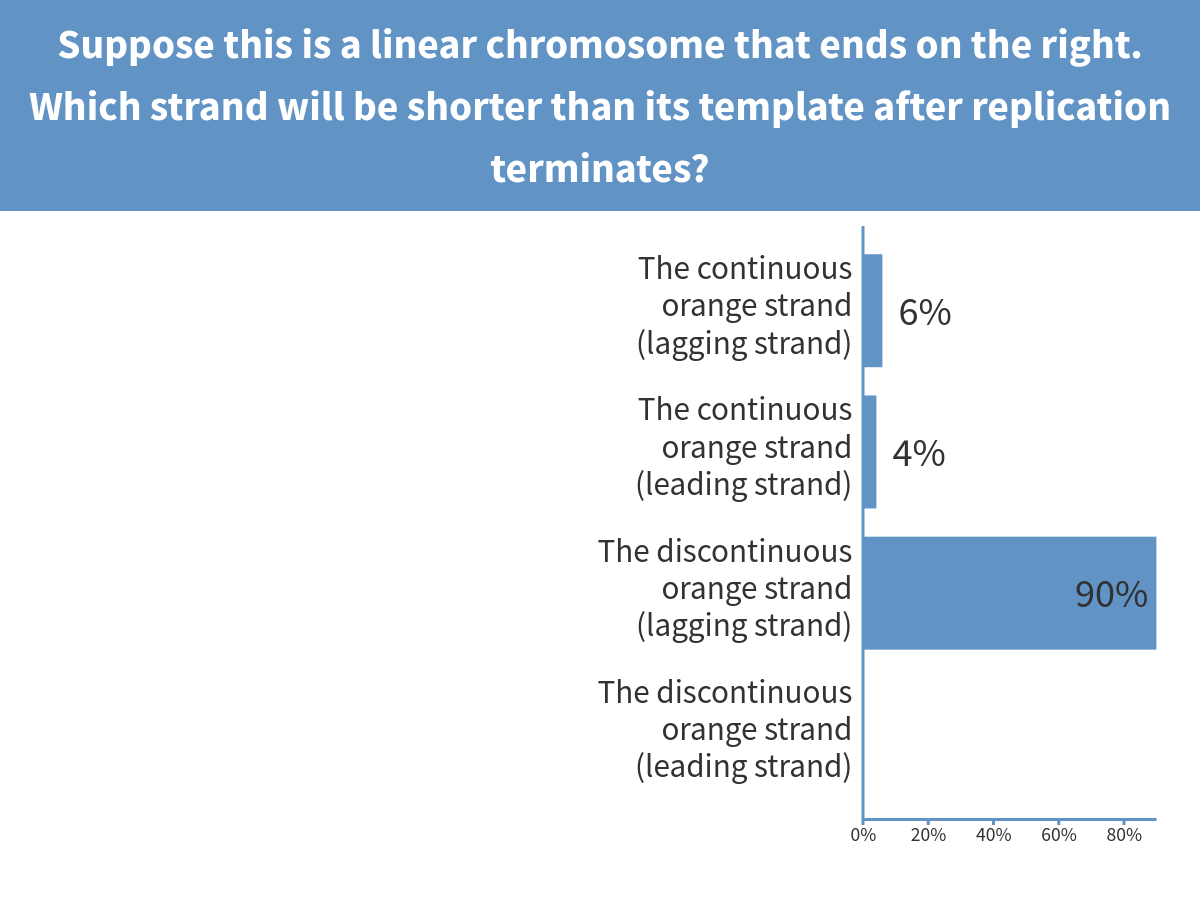 Suppose this is a linear chromosome that ends on the right.
Which strand will be shorter than its template after replication
terminates?
The continuous
orange strand
(lagging strand)
6%
The continuous
orange strand
(leading strand)
4%
The discontinuous
orange strand
(lagging strand)
90%
The discontinuous
orange strand
(leading strand)
0% 20% 40% 60% 80%